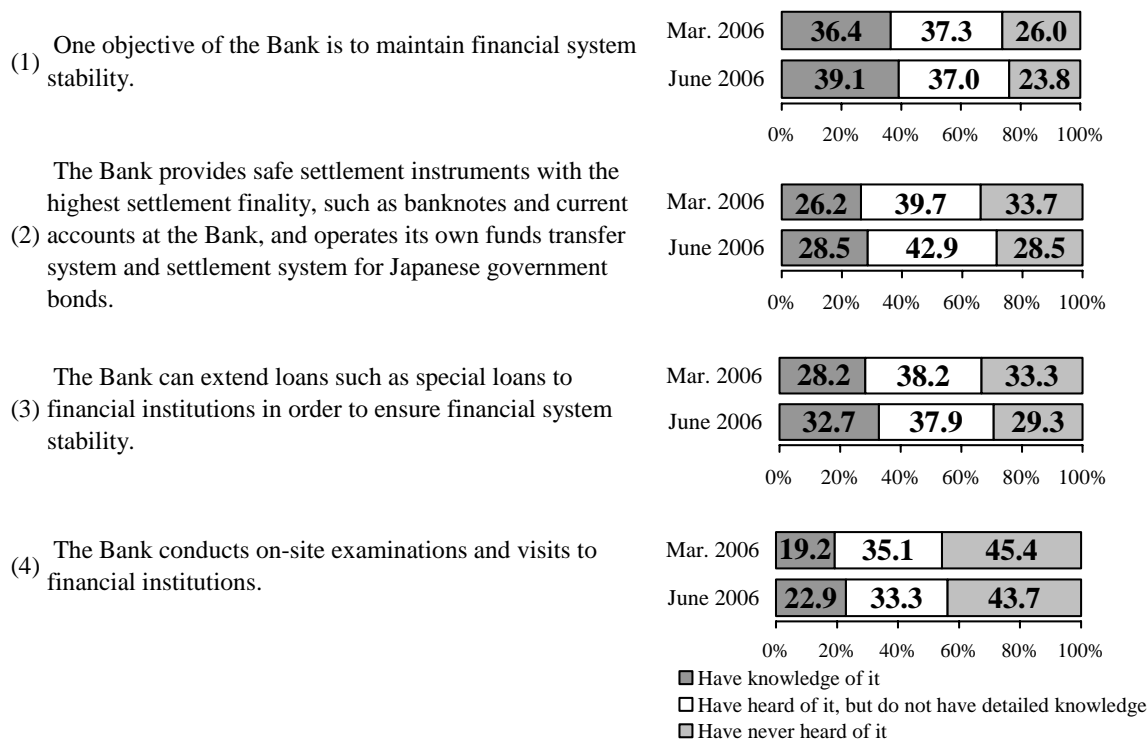 (1) One objective of the Bank is to maintain financial system
stability.
Mar. 2006 36.4 37.3 26.0
June 2006 39.1 37.0 23.8
0% 20% 40% 60% 80% 100%
The Bank provides safe settlement instruments with the
highest settlement finality, such as banknotes and current
(2) accounts at the Bank, and operates its own funds transfer
system and settlement system for Japanese government
bonds.
Mar. 2006 26.2 39.7 33.7
June 2006 28.5 42.9 28.5
0% 20% 40% 60% 80% 100%
The Bank can extend loans such as special loans to
(3) financial institutions in order to ensure financial system
stability.
Mar. 2006 28.2 38.2 33.3
June 2006 32.7 37.9 29.3
0% 20% 40% 60% 80% 100%
(4) The Bank conducts on-site examinations and visits to
financial institutions.
Mar. 2006 19.2 35.1 45.4
June 2006 22.9 33.3 43.7
0% 20% 40% 60% 80% 100%
Have knowledge of it
Have heard of it, but do not have detailed knowledge
Have never heard of it